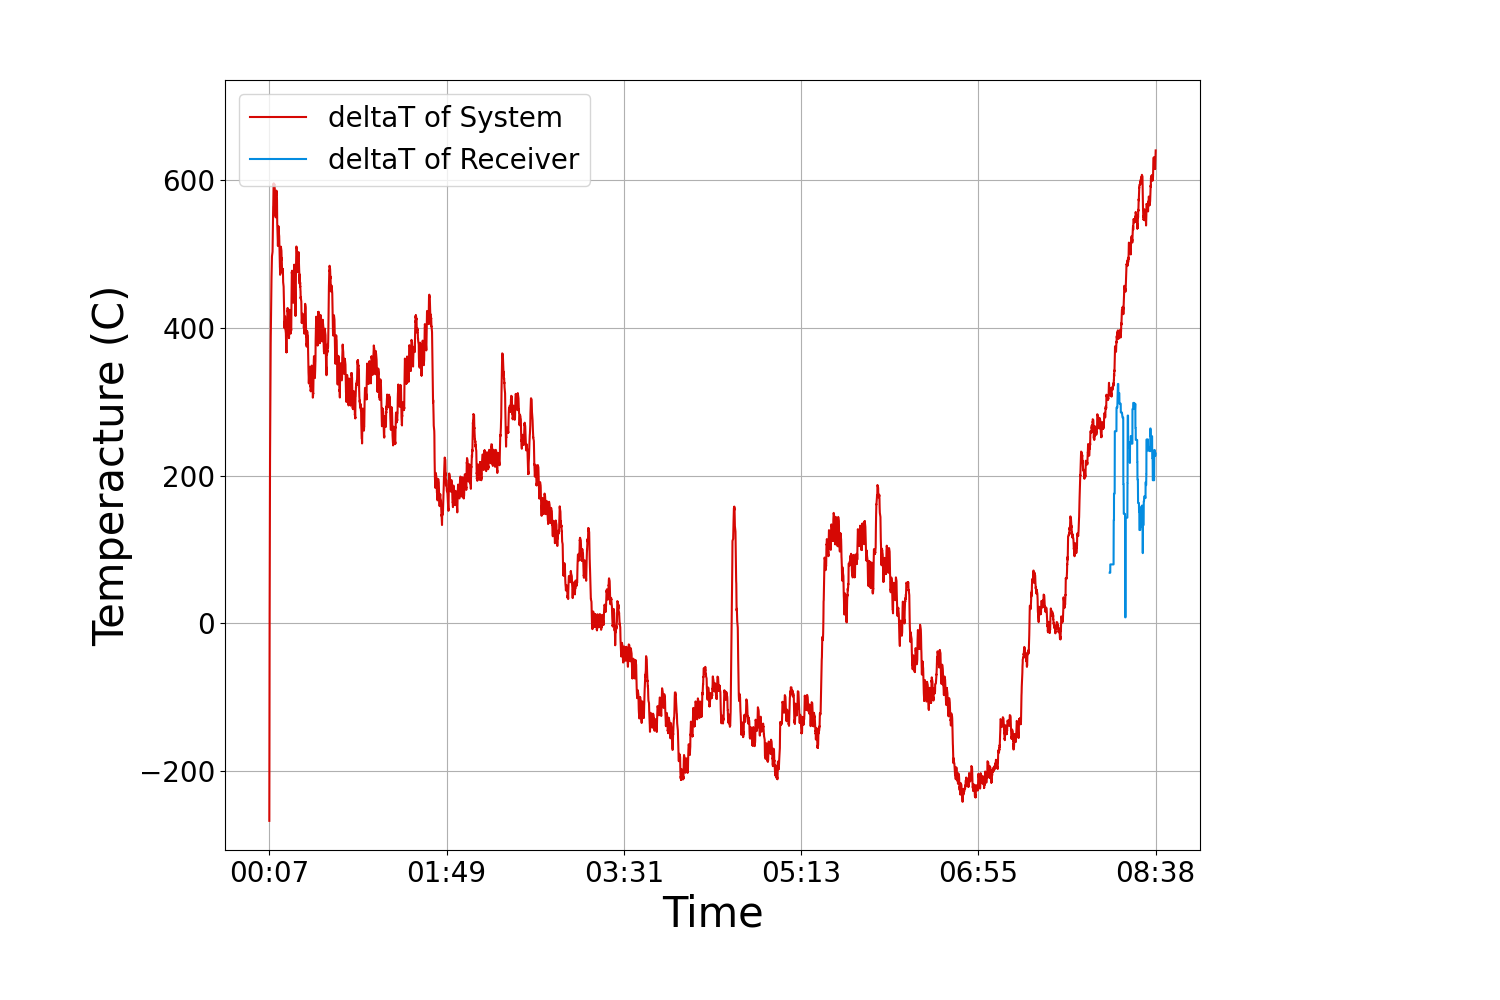 deltaT of System
deltaT of Receiver
600
400
200
0
−200
Temperacture (C)
00:07 01:49 03:31 05:13 06:55 08:38
Time